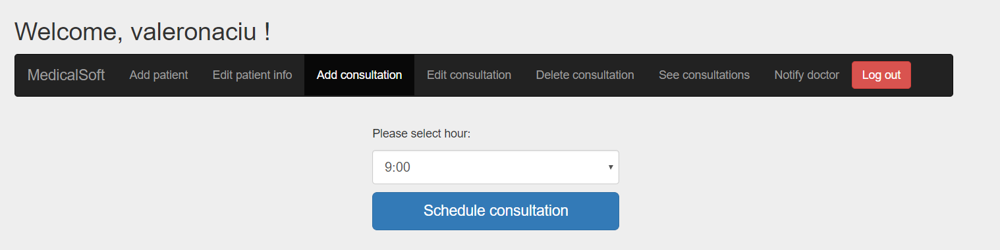 Welcome, valeronaciu !
MedicalSoft Add patient Edit patient info Add consultation Edit consultation Delete consultation See consultations Notify doctor Log out
Please select hour:
9:00
Schedule consultation